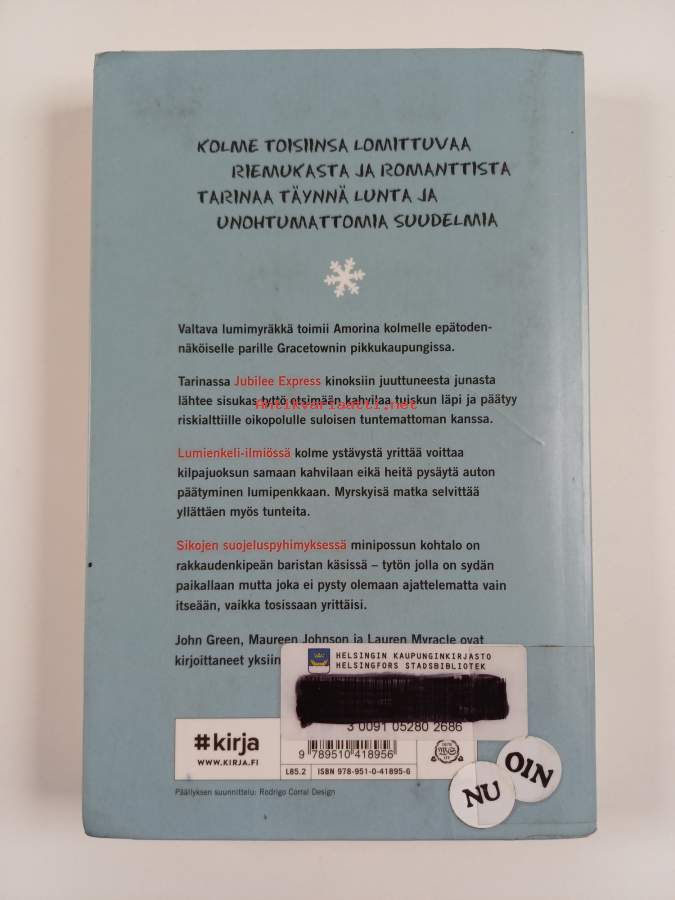 KOLME TOISIINSA LOMITTUVAA
RIEMUKASTA JA ROMANTTISTA
TARINAA TÄYNNÄ LUNTA JA
UNOHTUMATTOMIA SUUDELMIA
Valtava lumimyräkkä toimii Amorina kolmelle epätoden-
näköiselle parille Gracetownin pikkukaupungissa.
Tarinassa Jubilee Express kinoksiin juuttuneesta junasta
lähtee sisukas tyttö etsimään kahvilaa tuiskun läpi ja päätyy
Antikvariaatti.net
riskialttiille oikopolulle suloisen tuntemattoman kanssa.
Lumienkeli-ilmiössä kolme ystävystä yrittää voittaa
kilpajuoksun samaan kahvilaan eikä heitä pysäytä auton
päätyminen lumipenkkaan. Myrskyisä matka selvittää
yllättäen myös tunteita.
Sikojen suojeluspyhimyksessä minipossun kohtalo on
rakkaudenkipeän baristan käsissä – tytön jolla on sydän
paikallaan mutta joka ei pysty olemaan ajattelematta vain
itseään, vaikka tosissaan yrittäisi.
John Green, Maureen Johnson ja Lauren Myracle ovat
kirjoittaneet yksiin
HELSINGIN KAUPUNGINKIRJASTO
HELSINGFORS STADSBIBLIOTEK
3 0091 05280 2686
#kirja
WWW.KIRJA.FI
9 789510 418956
L85.2 ISBN 978-951-0-41895-6
NU
OIN
Päällyksen suunnittelu: Rodrigo Corral Design